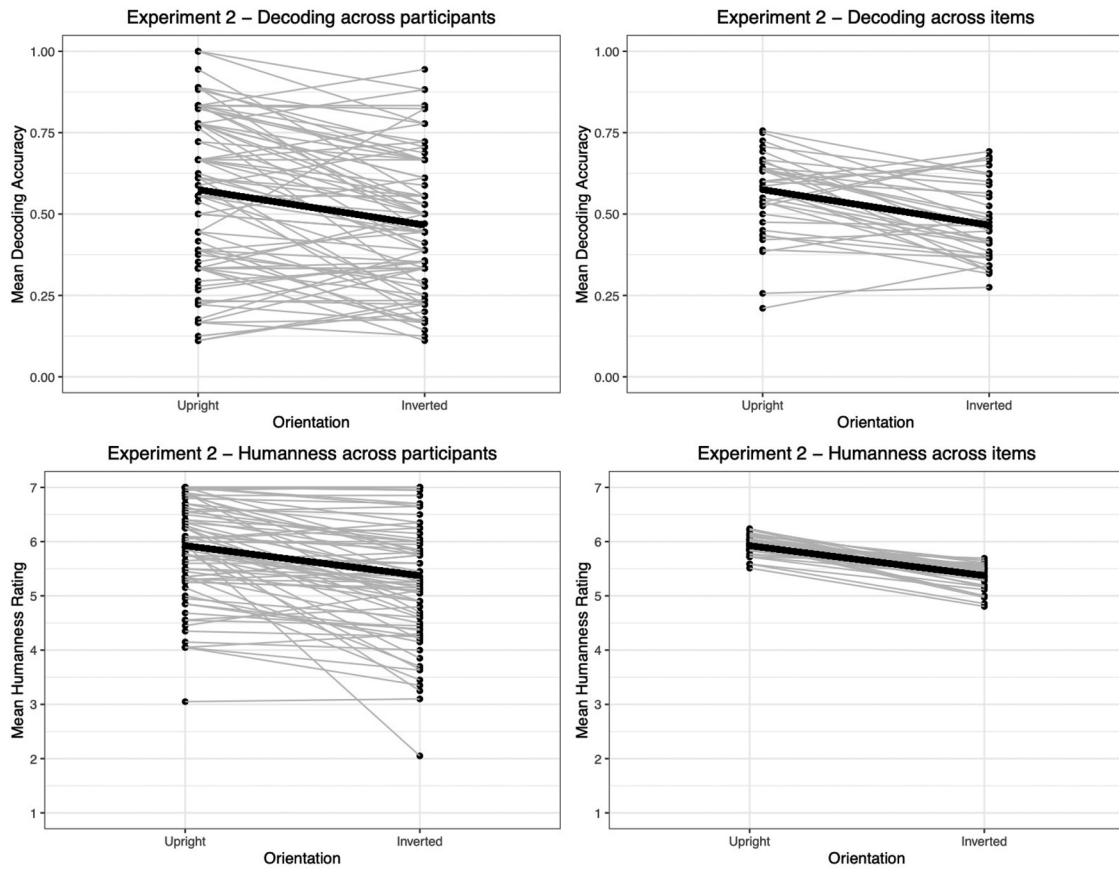 Experiment 2 – Decoding across participants
Mean Decoding Accuracy
1.00
0.75
0.50
0.25
0.00
Upright
Inverted
Orientation
Experiment 2 – Decoding across items
Mean Decoding Accuracy
1.00
0.75
0.50
0.25
0.00
Upright
Inverted
Orientation
Experiment 2 – Humanness across participants
Mean Humanness Rating
7
6
5
4
3
2
1
Upright
Inverted
Orientation
Experiment 2 – Humanness across items
Mean Humanness Rating
7
6
5
4
3
2
1
Upright
Inverted
Orientation